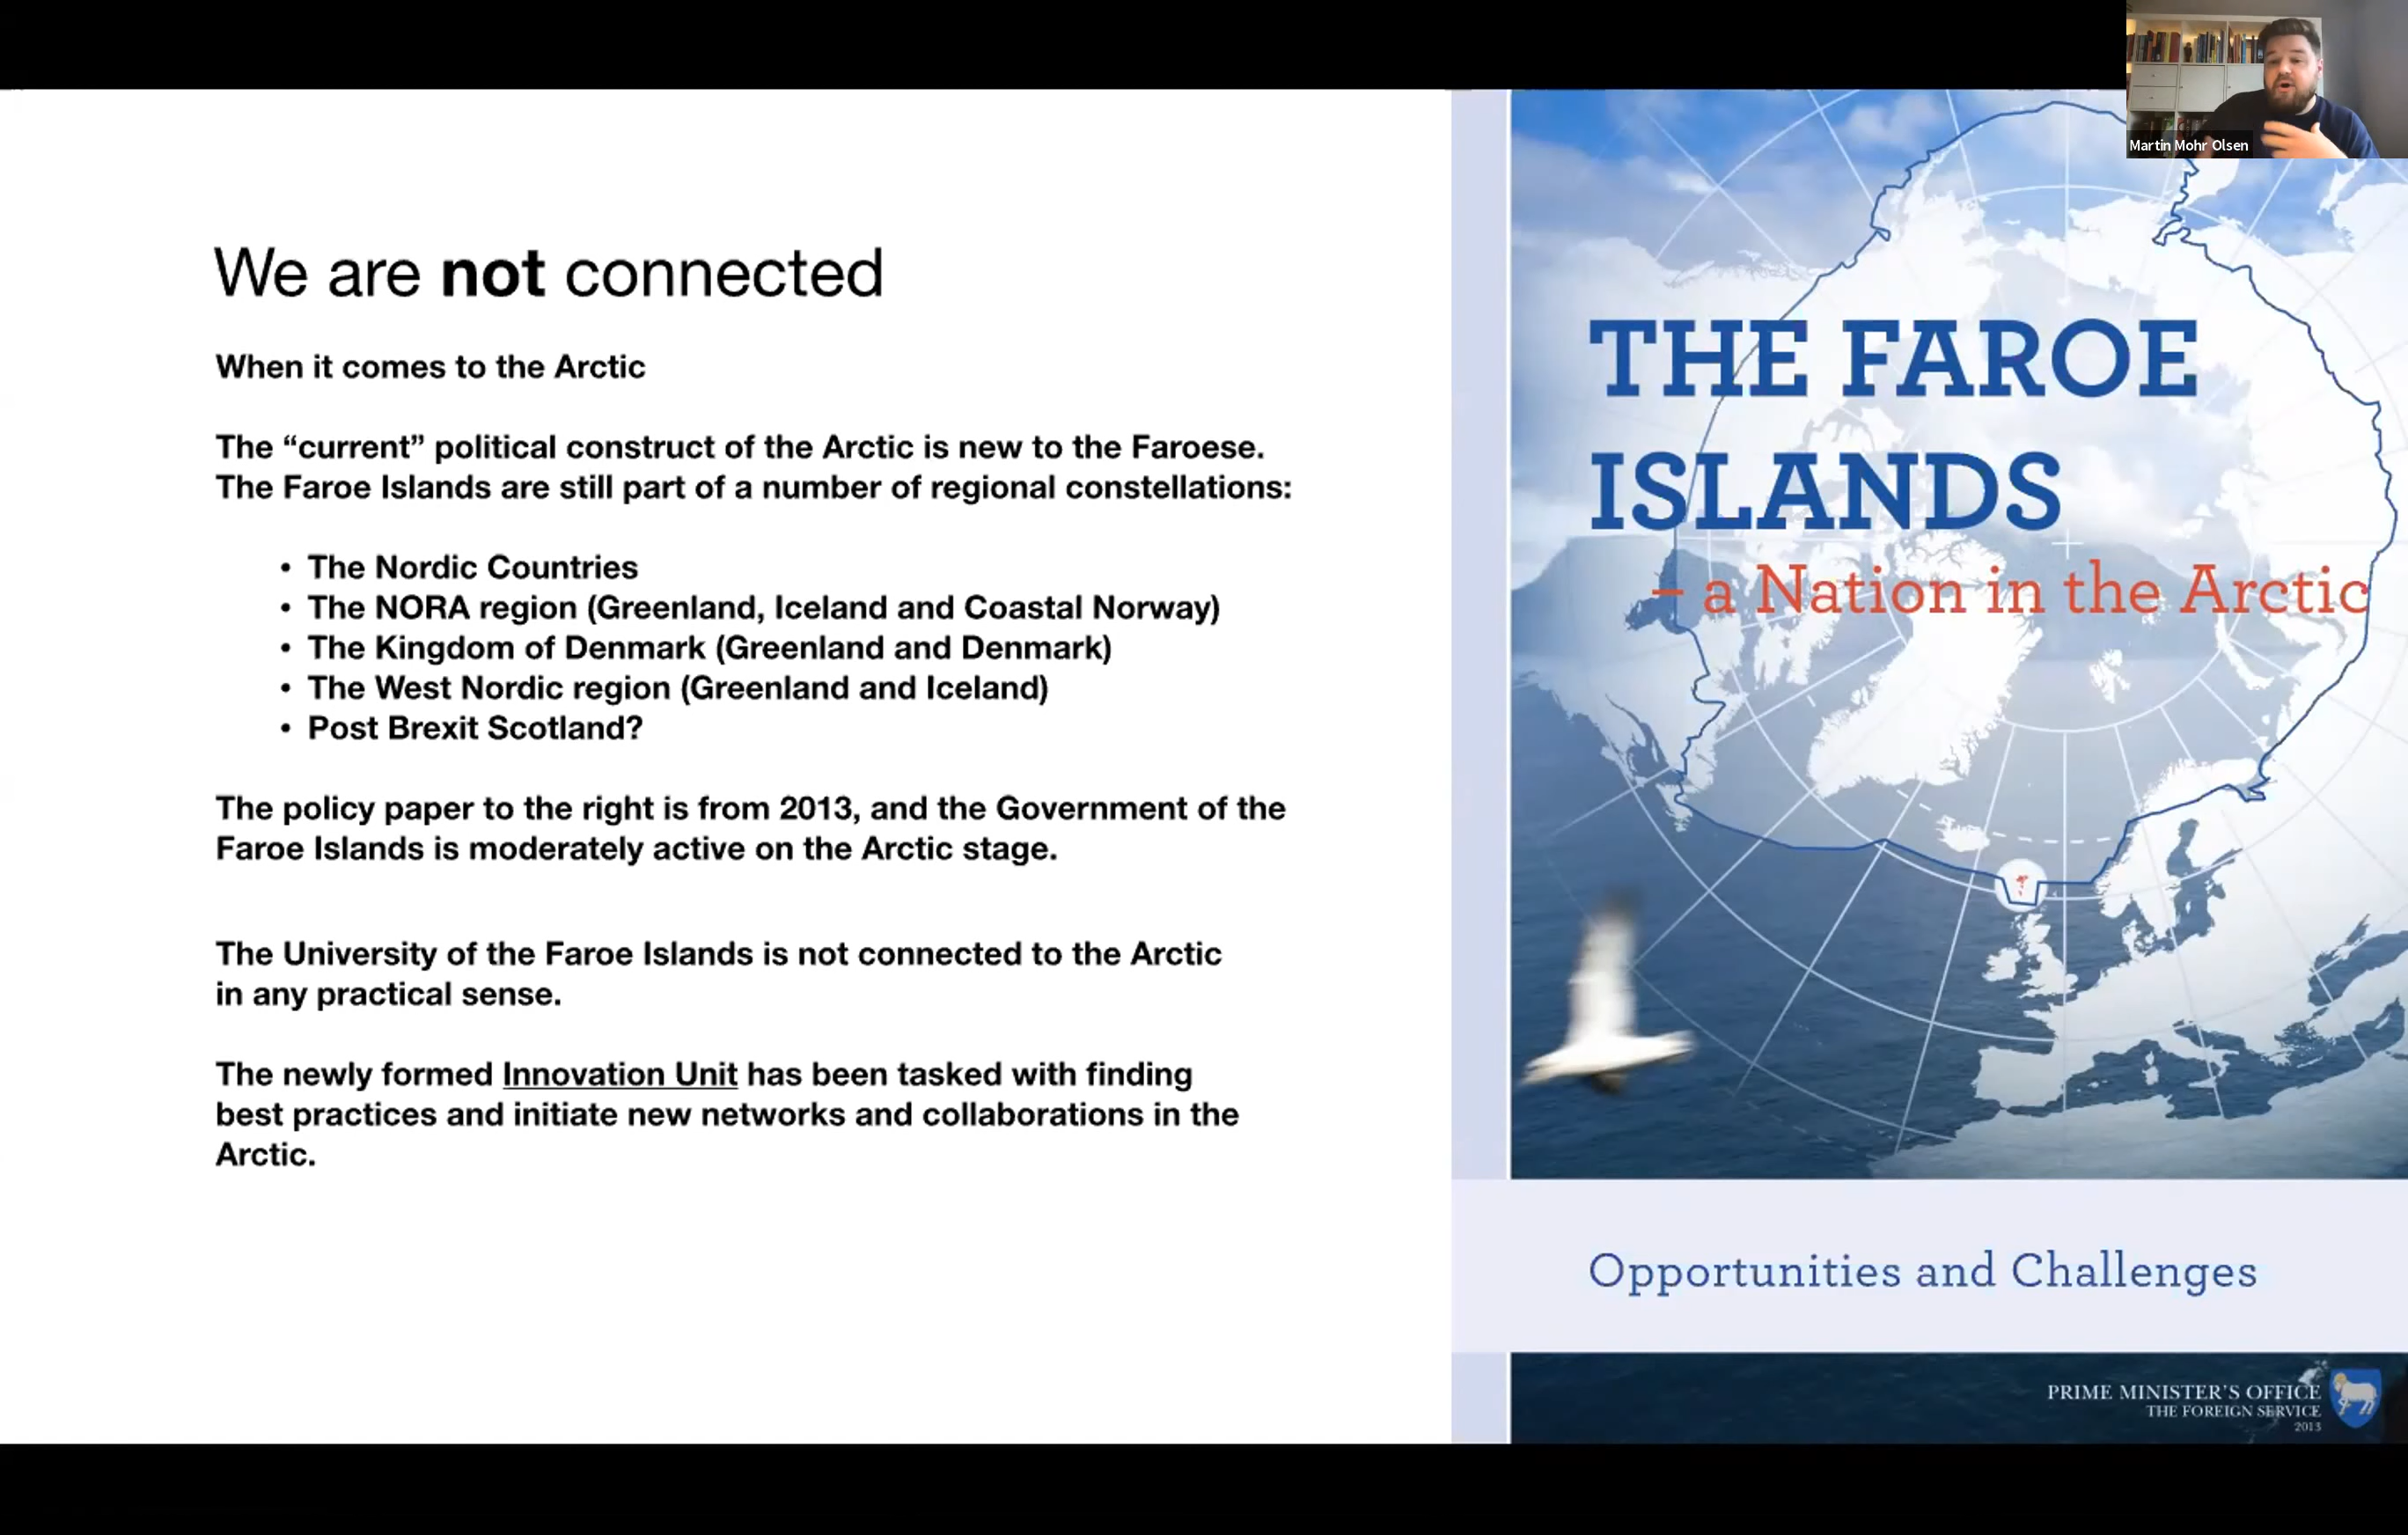 Martin Mohr Olsen
We are not connected
When it comes to the Arctic
The “current” political construct of the Arctic is new to the Faroese.
The Faroe Islands are still part of a number of regional constellations:
• The Nordic Countries
• The NORA region (Greenland, Iceland and Coastal Norway)
• The Kingdom of Denmark (Greenland and Denmark)
• The West Nordic region (Greenland and Iceland)
• Post Brexit Scotland?
The policy paper to the right is from 2013, and the Government of the
Faroe Islands is moderately active on the Arctic stage.
The University of the Faroe Islands is not connected to the Arctic
in any practical sense.
The newly formed Innovation Unit has been tasked with finding
best practices and initiate new networks and collaborations in the
Arctic.
THE FAROE
ISLANDS
– a Nation in the Arctic
Opportunities and Challenges
PRIME MINISTER'S OFFICE
THE FOREIGN SERVICE
2013